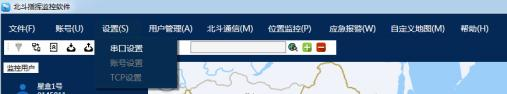 北斗指挥监控软件
文件(F) 账号(U) 设置(S) 用户管理(A) 北斗通信(M) 位置监控(P) 应急报警(W) 自定义地图(M) 帮助(H)
串口设置
账号设置
TCP设置
监控用户
星盒1号